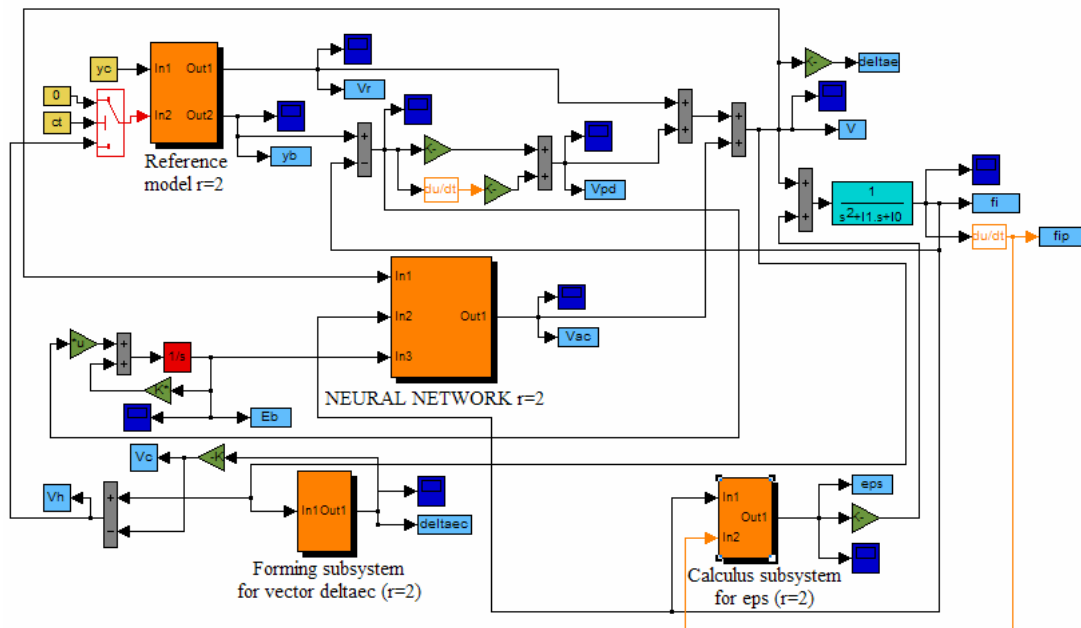 yc
In1
Out1
0
ct
In2
Out2
Reference
model r=2
Vr
yb
+
-
<-
du/dt
<-
+
+
Vpd
+
+
+
+
<-
deltae
V
+
+
1
s²+l1.s+l0
fi
du/dt
fip
In1
In2
In3
Out1
NEURAL NETWORK r=2
Vac
*u
+
+
1/s
K*
Eb
Vc
-K
Vh
+
-
In1
Out1
deltaec
Forming subsystem
for vector deltaec (r=2)
In1
In2
Out1
eps
<-
Calculus subsystem
for eps (r=2)